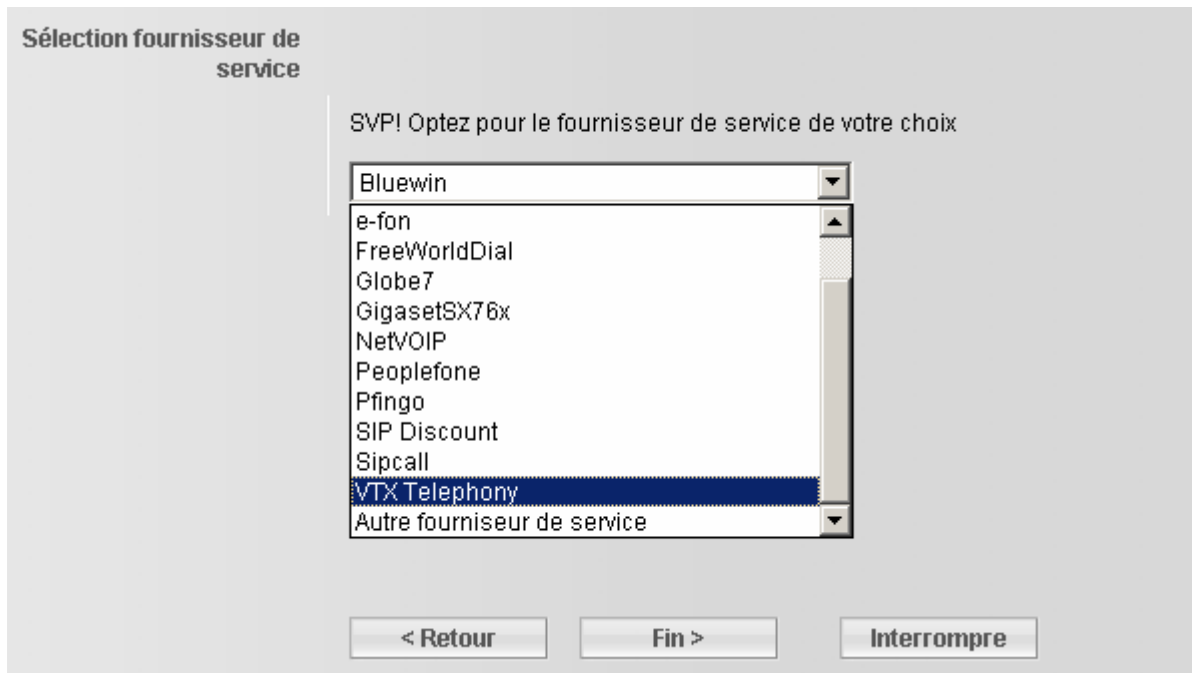 Sélection fournisseur de
service
SVP! Optez pour le fournisseur de service de votre choix
Bluewin
e-fon
FreeWorldDial
Globe7
GigasetSX76x
NetVOIP
Peoplefone
Pfingo
SIP Discount
Sipcall
VTX Telephony
Autre fourniseur de service
< Retour
Fin >
Interrompre